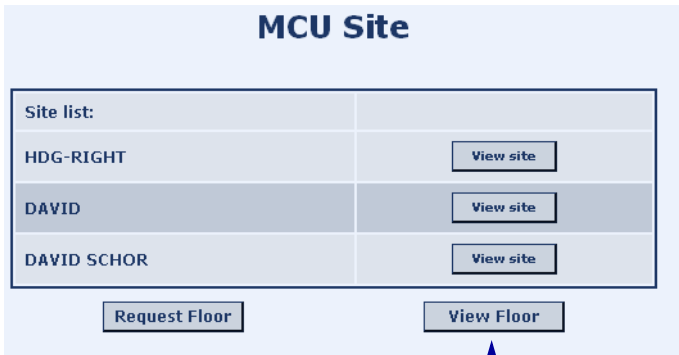 MCU Site
Site list:
HDG-RIGHT View site
DAVID View site
DAVID SCHOR View site
Request Floor View Floor